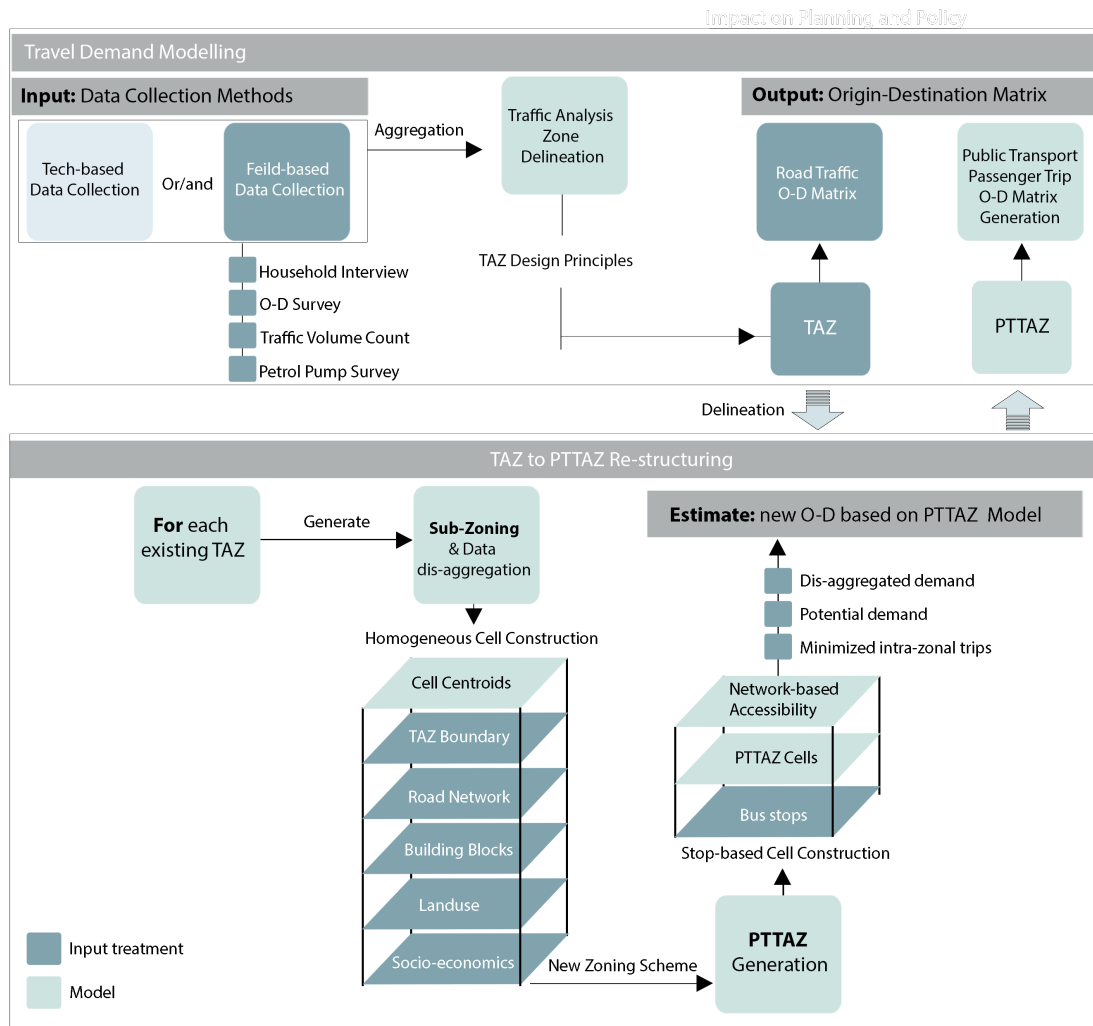 Impact on Planning and Policy
Travel Demand Modelling
Input: Data Collection Methods
Tech-based
Data Collection
Or/and
Feild-based
Data Collection
Household Interview
O-D Survey
Traffic Volume Count
Petrol Pump Survey
Aggregation
Traffic Analysis
Zone
Delineation
TAZ Design Principles
Output: Origin-Destination Matrix
Road Traffic
O-D Matrix
Public Transport
Passenger Trip
O-D Matrix
Generation
TAZ
PTTAZ
Delineation
TAZ to PTTAZ Re-structuring
For each
existing TAZ
Generate
Sub-Zoning
& Data
dis-aggregation
Homogeneous Cell Construction
Cell Centroids
TAZ Boundary
Road Network
Building Blocks
Landuse
Socio-economics
New Zoning Scheme
PTTAZ
Generation
Stop-based Cell Construction
Bus stops
PTTAZ Cells
Network-based
Accessibility
Minimized intra-zonal trips
Potential demand
Dis-aggregated demand
Estimate: new O-D based on PTTAZ Model
Input treatment
Model